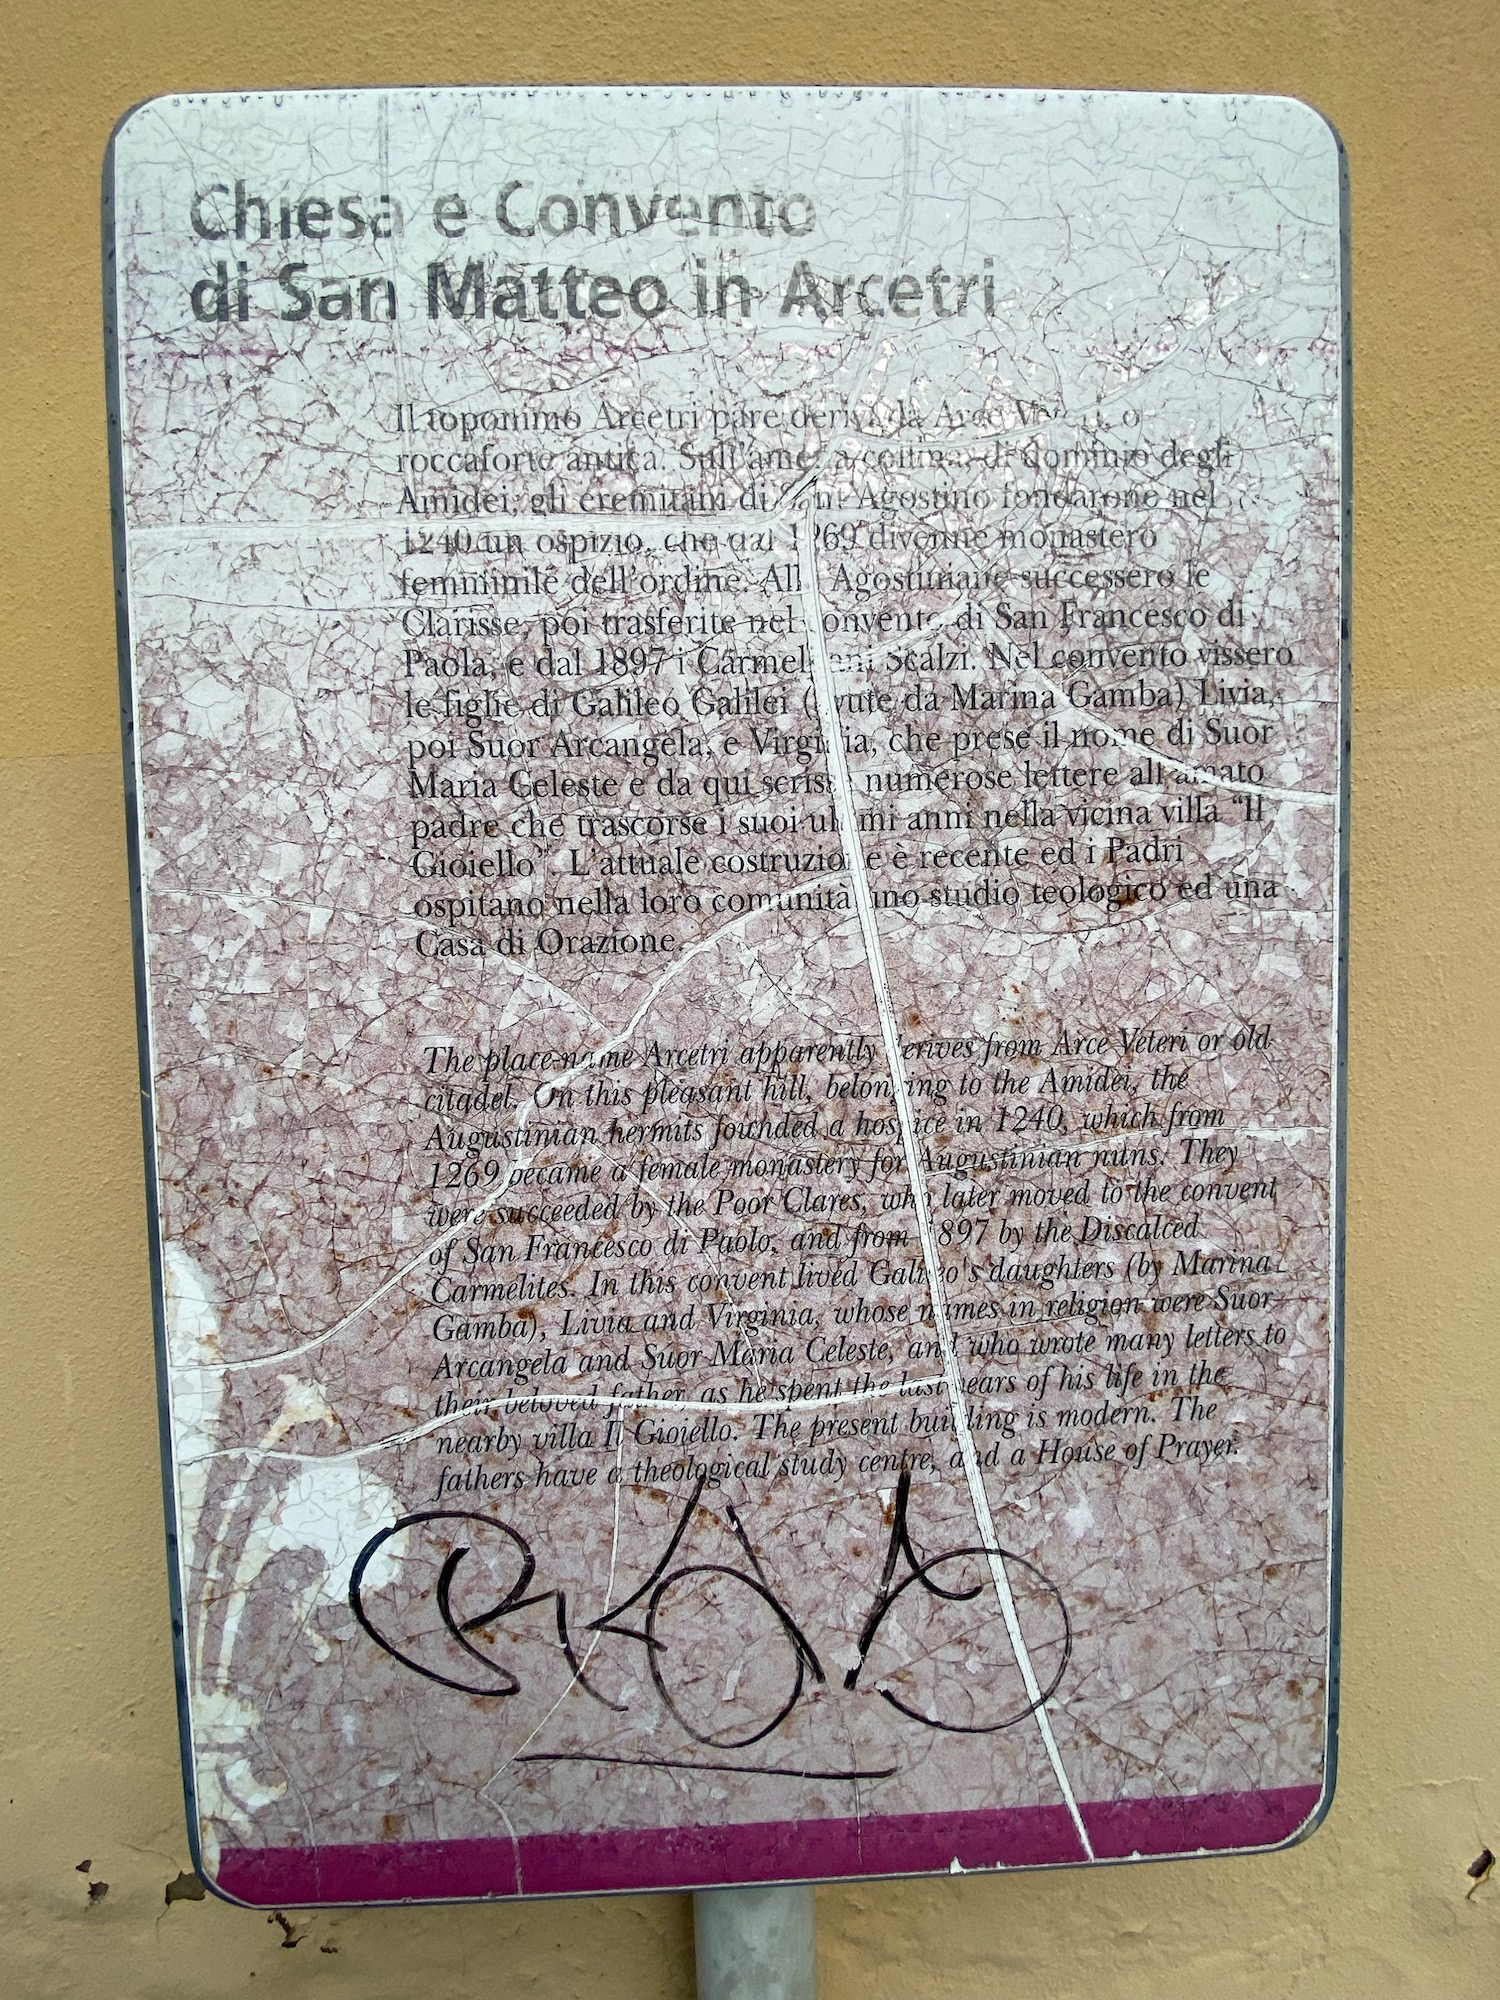 Chiesa e Convento
di San Matteo in Arcetri
Il toponimo Arcetri pare derivi da Arce Veteri, o
roccaforte antica. Sull'amena collina di dominio degli
Amidei, gli eremitani di Sant'Agostino fondarono nel
1240 un ospizio, che dal 1269 divenne monastero
femminile dell'ordine. Alle Agostiniane successero le
Clarisse, poi trasferite nel convento di San Francesco di
Paola, e dal 1897 i Carmelitani Scalzi. Nel convento vissero
le figlie di Galileo Galilei (avute da Marina Gamba) Livia,
poi Suor Arcangela, e Virginia, che prese il nome di Suor
Maria Celeste e da qui scrisse numerose lettere all'amato
padre che trascorse i suoi ultimi anni nella vicina villa "Il
Gioiello". L'attuale costruzione è recente ed i Padri
ospitano nella loro comunità uno studio teologico ed una
Casa di Orazione.
The place-name Arcetri apparently derives from Arce Veteri or old
citadel. On this pleasant hill, belonging to the Amidei, the
Augustinian hermits founded a hospice in 1240, which from
1269 became a female monastery for Augustinian nuns. They
were succeeded by the Poor Clares, who later moved to the convent
of San Francesco di Paolo, and from 1897 by the Discalced
Carmelites. In this convent lived Galileo's daughters (by Marina
Gamba), Livia and Virginia, whose names in religion were Suor
Arcangela and Suor Maria Celeste, and who wrote many letters to
their beloved father, as he spent the last years of his life in the
nearby villa Il Gioiello. The present building is modern. The
fathers have a theological study centre, and a House of Prayer.